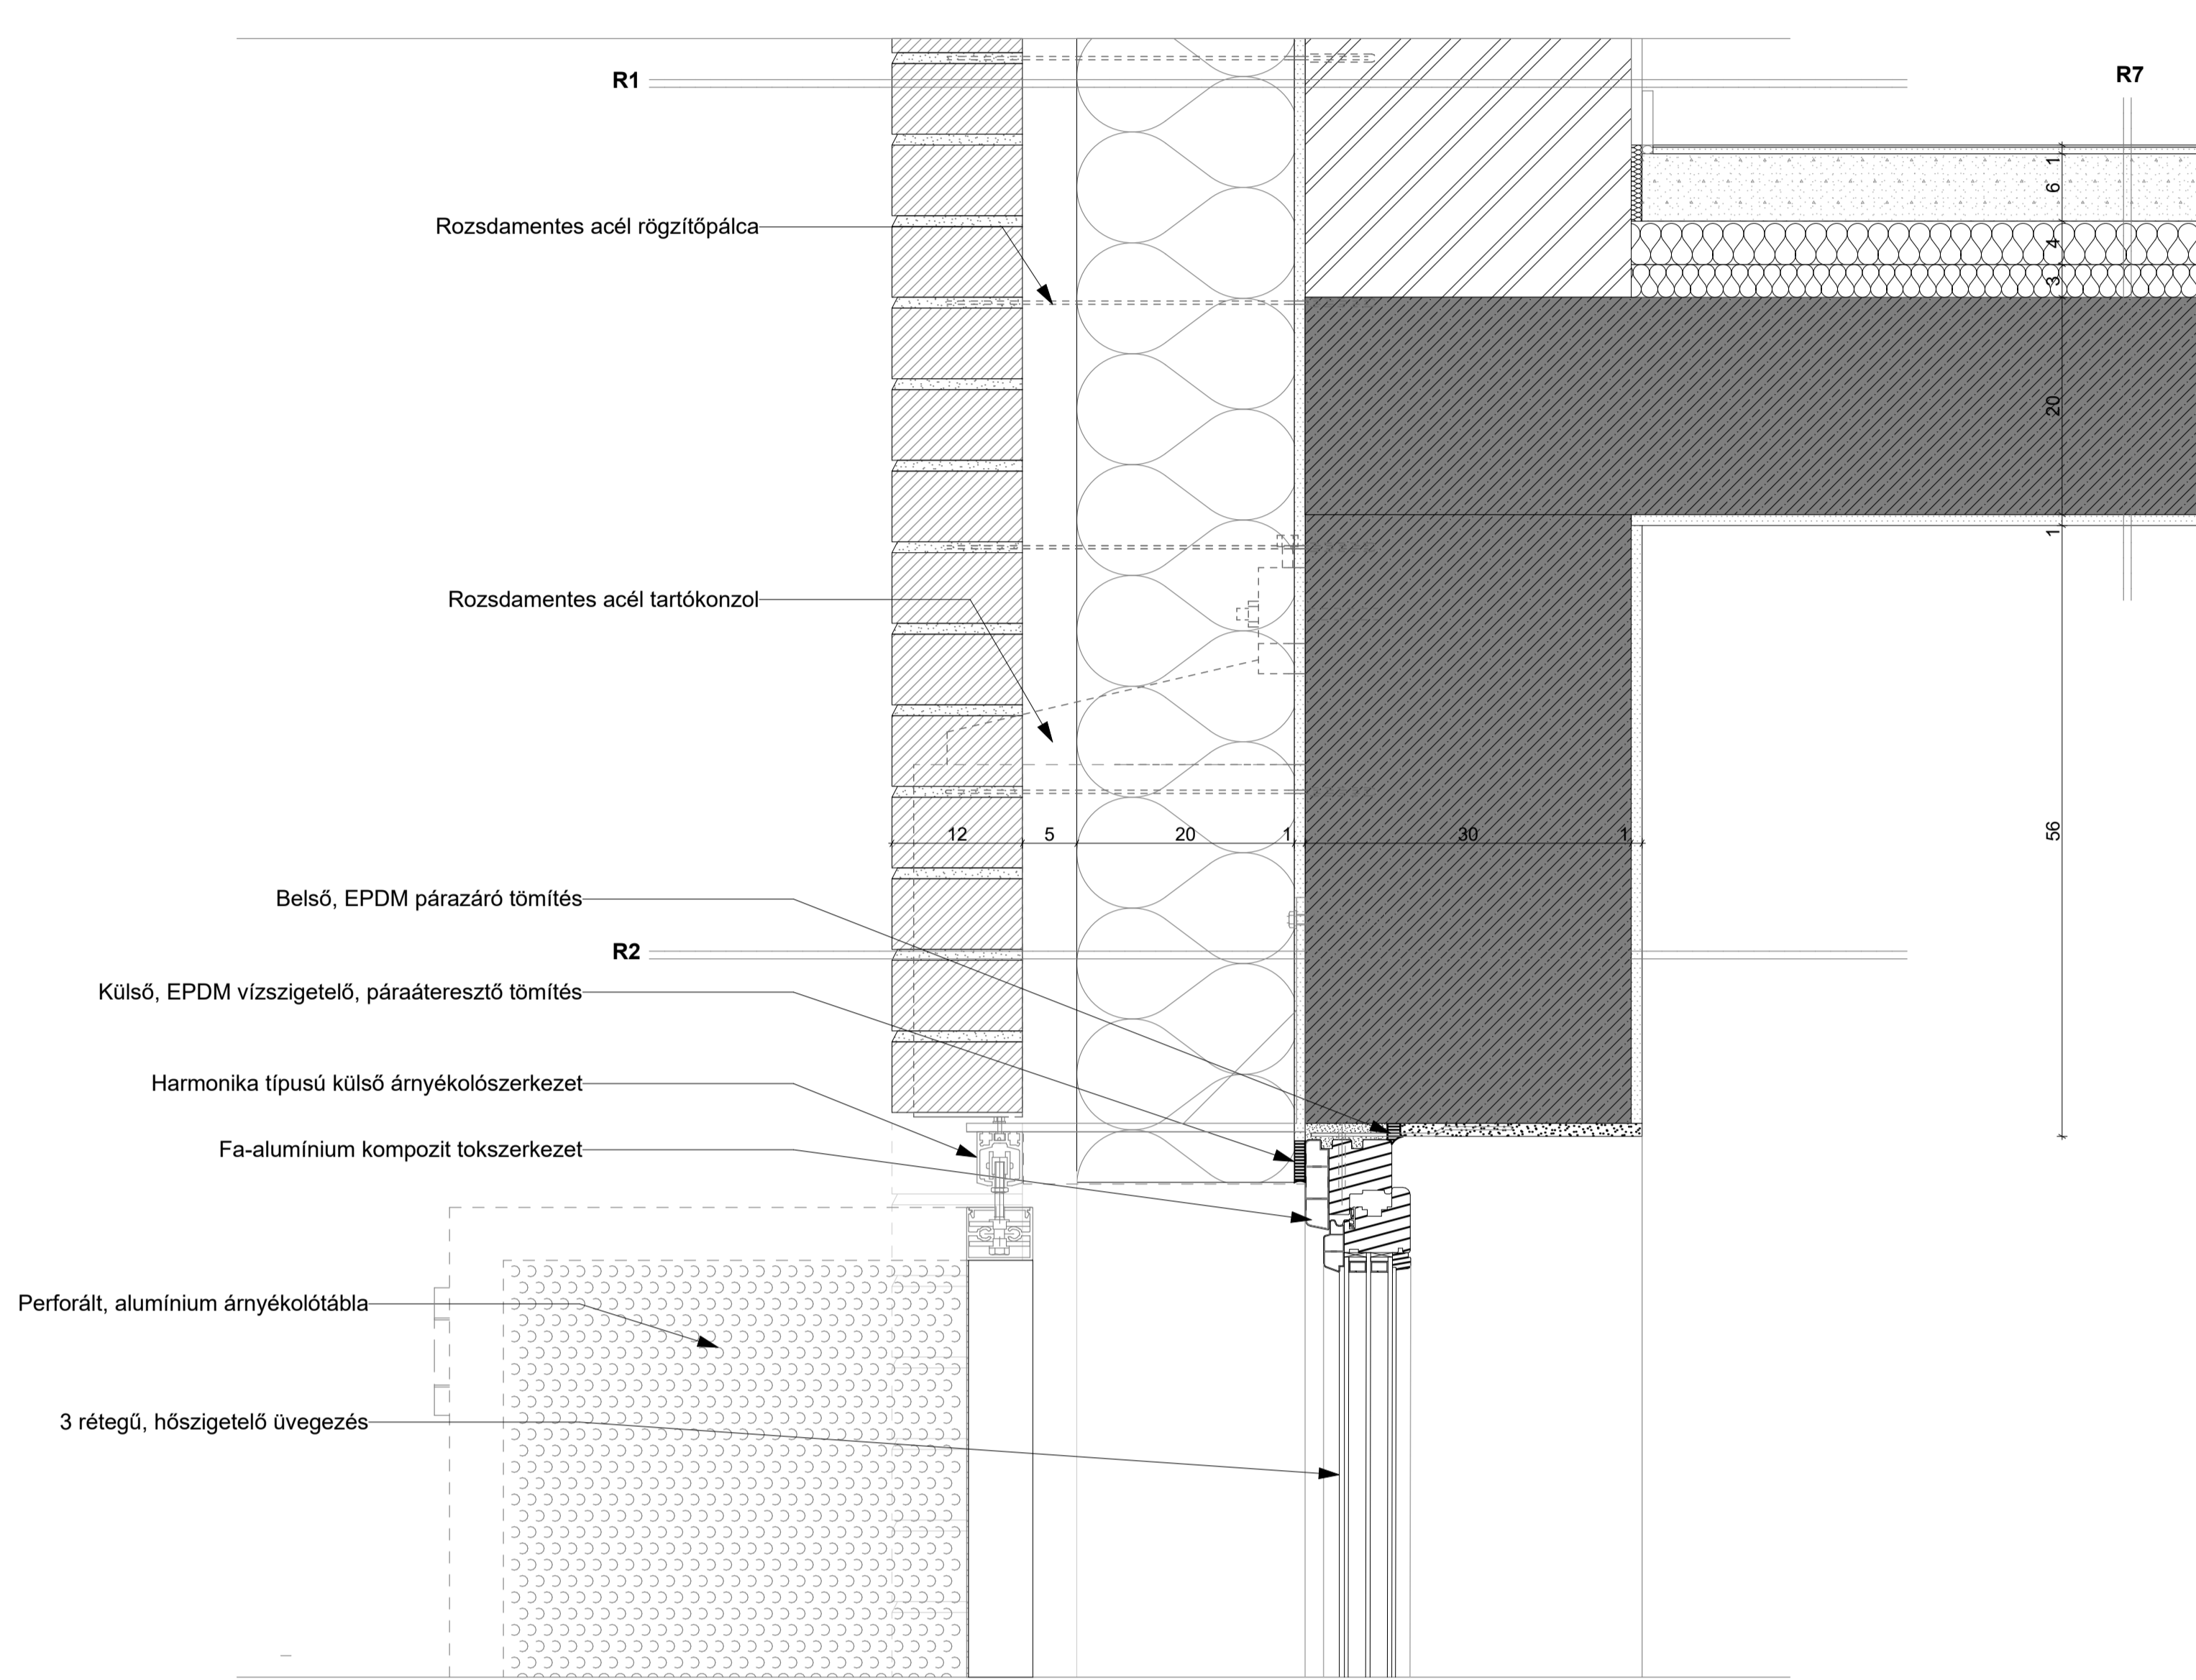 R1
R7
Rozsdamentes acél rögzítőpálca
1
6
4
3
20
1
Rozsdamentes acél tartókonzol
12 5 20 1 30 1
56
Belső, EPDM párazáró tömítés
R2
Külső, EPDM vízszigetelő, páraáteresztő tömítés
Harmonika típusú külső árnyékolószerkezet
Fa-alumínium kompozit tokszerkezet
Perforált, alumínium árnyékolótábla
3 rétegű, hőszigetelő üvegezés